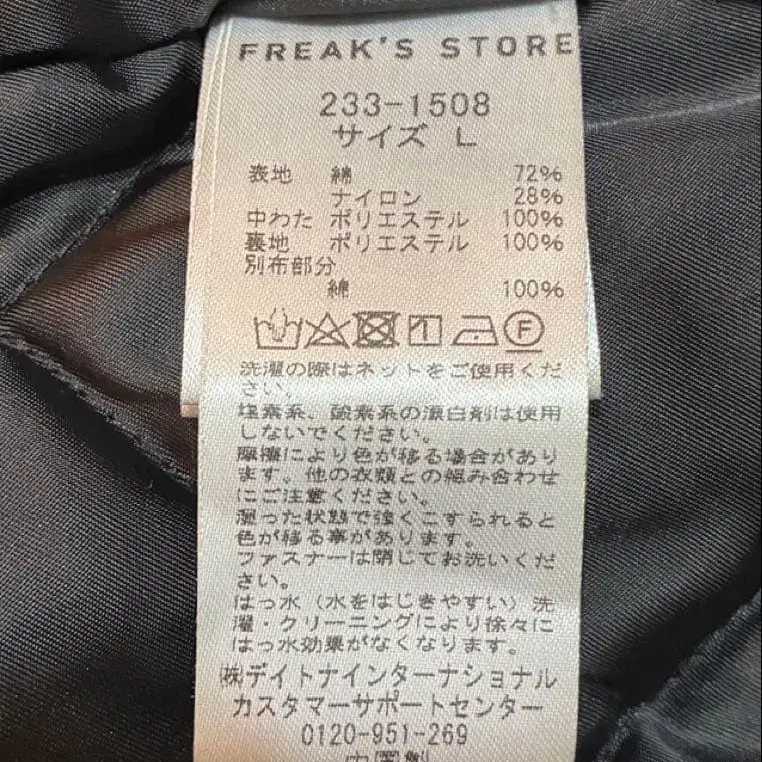 FREAK'S STORE
233-1508
サイズ L
表地 綿 72%
ナイロン 28%
中わた ポリエステル 100%
裏地 ポリエステル 100%
別布部分
綿 100%
F
洗濯の際はネットをご使用くだ
さい。
塩素系、酸素系の漂白剤は使用
しないでください。
摩擦により色が移る場合があり
ます。他の衣類との組み合わせ
にご注意ください。
湿った状態で強くこすられると
色が移る事があります。
ファスナーは閉じてお洗いくだ
さい。
はっ水(水をはじきやすい)洗
濯・クリーニングにより徐々に
はっ水効果がなくなります。
㈱デイトナインターナショナル
カスタマーサポートセンター
0120-951-269
中国製